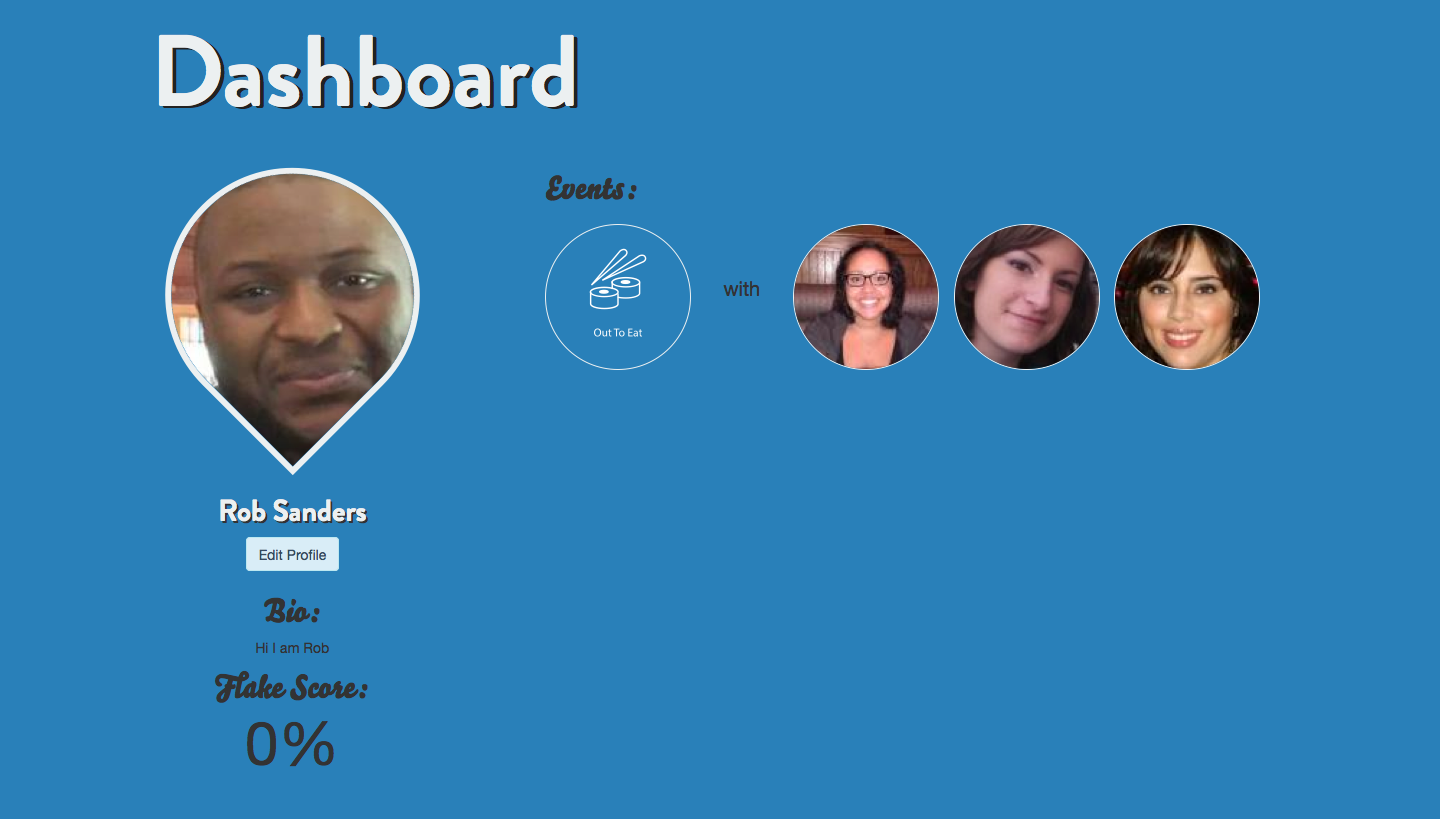 Dashboard
Events:
Out To Eat
with
Rob Sanders
Edit Profile
Bio:
Hi I am Rob
Flake Score:
0%